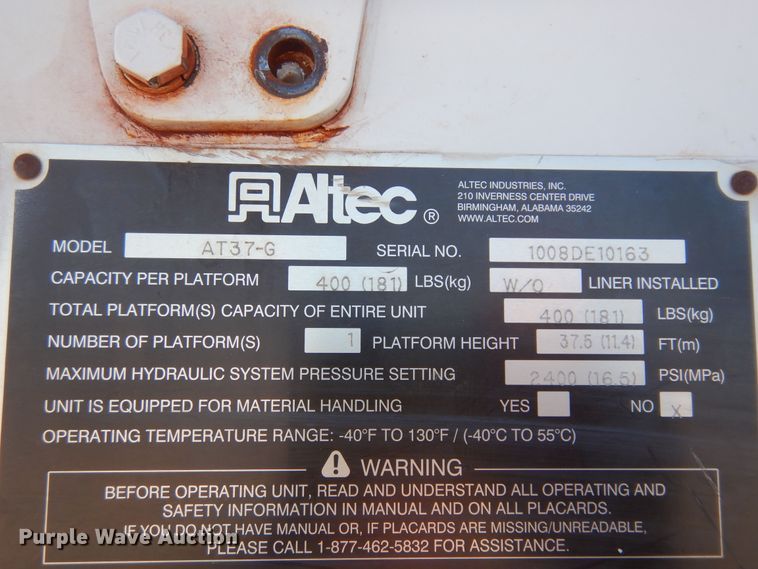 Altec ®
ALTEC INDUSTRIES, INC.
210 INVERNESS CENTER DRIVE
BIRMINGHAM, ALABAMA 35242
WWW.ALTEC.COM
MODEL AT37-G SERIAL NO. 1008DE10163
CAPACITY PER PLATFORM 400 (181) LBS(kg) W/O LINER INSTALLED
TOTAL PLATFORM(S) CAPACITY OF ENTIRE UNIT 400 (181) LBS(kg)
NUMBER OF PLATFORM(S) 1 PLATFORM HEIGHT 37.5 (11.4) FT(m)
MAXIMUM HYDRAULIC SYSTEM PRESSURE SETTING 2400 (16.5) PSI(MPa)
UNIT IS EQUIPPED FOR MATERIAL HANDLING YES NO X
OPERATING TEMPERATURE RANGE: -40°F TO 130°F / (-40°C TO 55°C)
! WARNING
BEFORE OPERATING UNIT, READ AND UNDERSTAND ALL OPERATING AND
SAFETY INFORMATION IN MANUAL AND ON ALL PLACARDS.
IF YOU DO NOT HAVE MANUAL OR, IF PLACARDS ARE MISSING/UNREADABLE,
PLEASE CALL 1-877-462-5832 FOR ASSISTANCE.
Purple Wave Auction